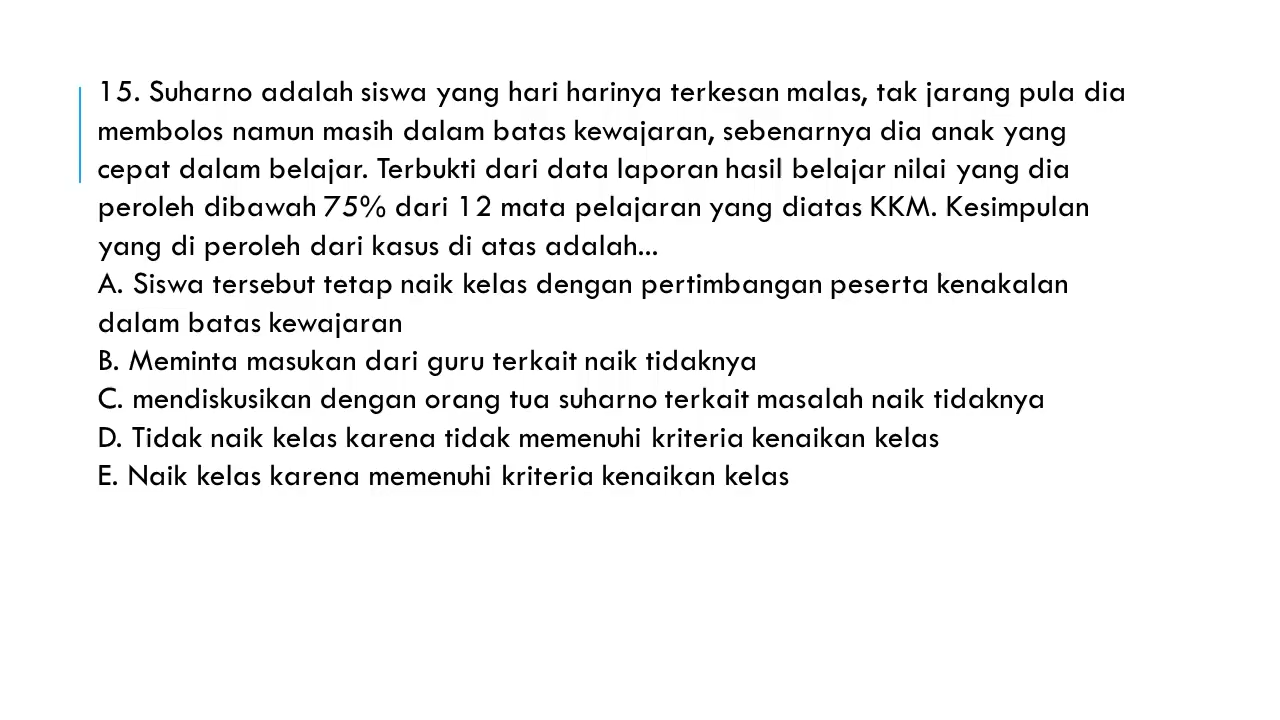 15. Suharno adalah siswa yang hari harinya terkesan malas, tak jarang pula dia
membolos namun masih dalam batas kewajaran, sebenarnya dia anak yang
cepat dalam belajar. Terbukti dari data laporan hasil belajar nilai yang dia
peroleh dibawah 75% dari 12 mata pelajaran yang diatas KKM. Kesimpulan
yang di peroleh dari kasus di atas adalah...
A. Siswa tersebut tetap naik kelas dengan pertimbangan peserta kenakalan
dalam batas kewajaran
B. Meminta masukan dari guru terkait naik tidaknya
C. mendiskusikan dengan orang tua suharno terkait masalah naik tidaknya
D. Tidak naik kelas karena tidak memenuhi kriteria kenaikan kelas
E. Naik kelas karena memenuhi kriteria kenaikan kelas